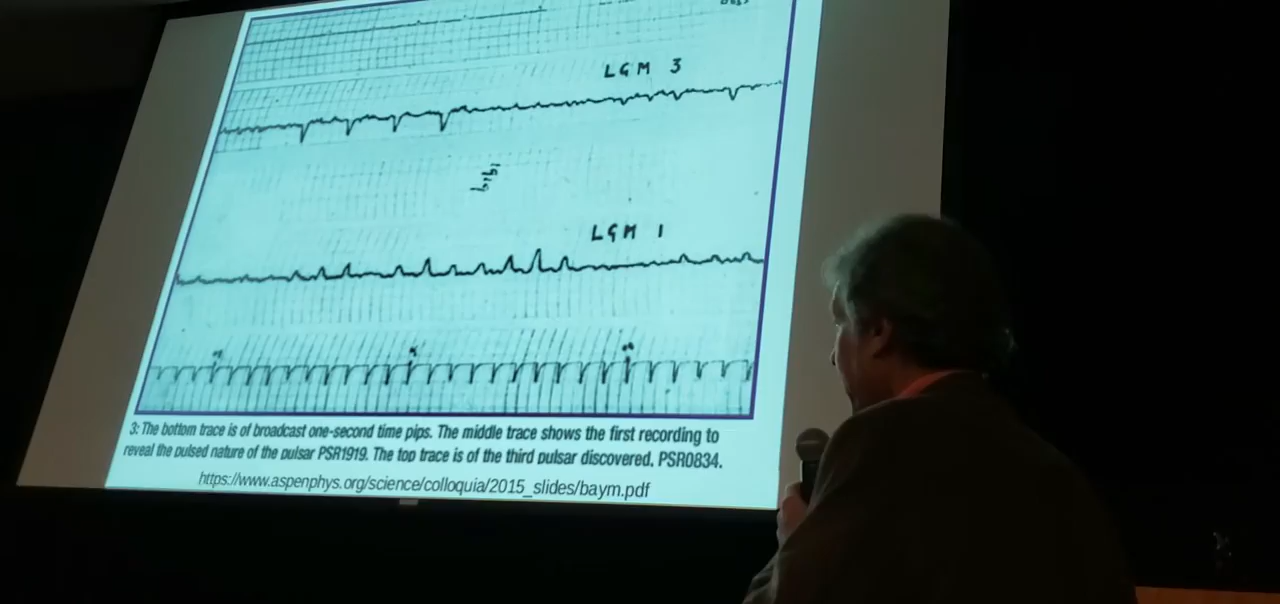 LGM 3
LGM 1
3: The bottom trace is of broadcast one-second time pips. The middle trace shows the first recording to
reveal the pulsed nature of the pulsar PSR1919. The top trace is of the third pulsar discovered, PSR0834.
https://www.aspenphys.org/science/colloquia/2015_slides/baym.pdf